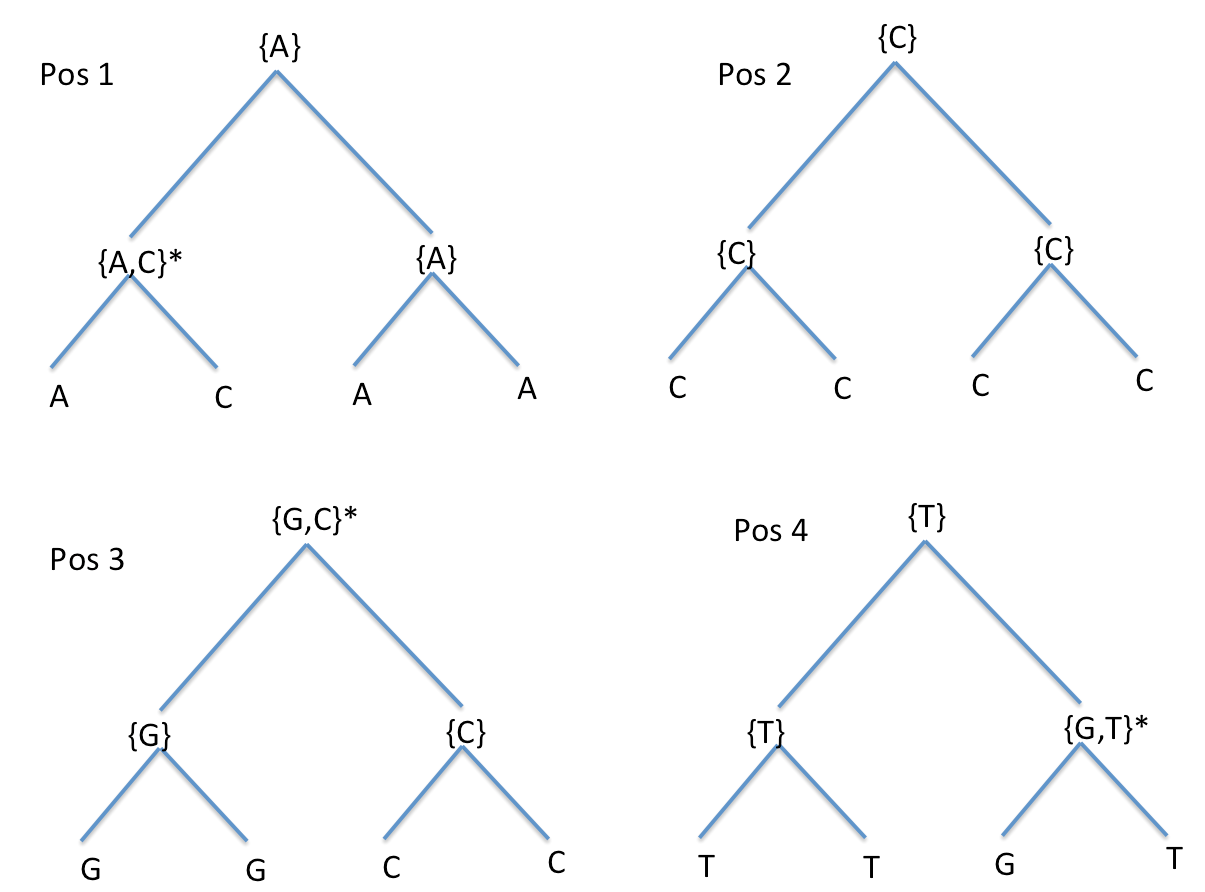 Pos 1
{A}
{A,C}*
{A}
A
C
A
A
Pos 2
{C}
{C}
{C}
C
C
C
C
Pos 3
{G,C}*
{G}
{C}
G
G
C
C
Pos 4
{T}
{T}
{G,T}*
T
T
G
T